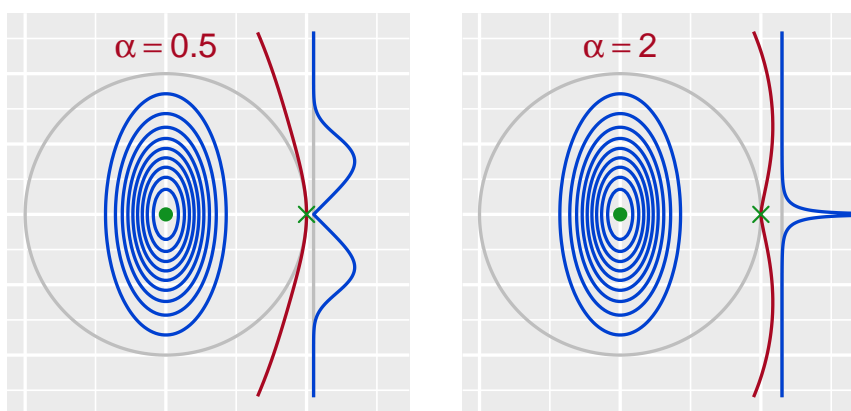 α = 0.5
α = 2